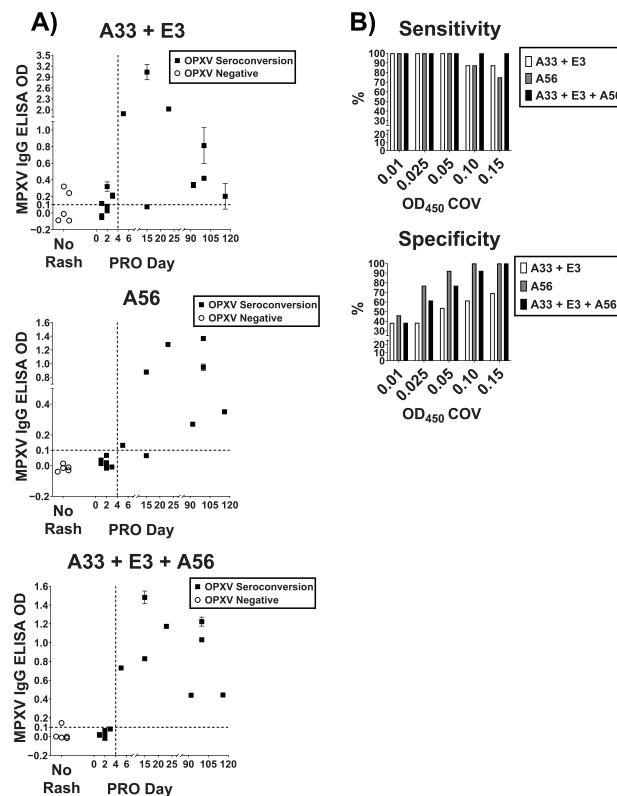 A)
A33 + E3
MPXV IgG ELISA OD
3.5
3.2
2.9
2.6
2.3
2.0
1.0
0.8
0.6
0.4
0.2
0.1
0.0
−0.2
OPXV Seroconversion
OPXV Negative
No
Rash
0 2 4 6 15 20 25 90 105 120
PRO Day
A56
MPXV IgG ELISA OD
1.6
1.4
1.2
1.0
0.8
0.4
0.2
0.1
0.0
−0.2
OPXV Seroconversion
OPXV Negative
No
Rash
0 2 4 6 15 20 25 90 105 120
PRO Day
A33 + E3 + A56
MPXV IgG ELISA OD
1.6
1.4
1.2
1.0
0.8
0.6
0.4
0.2
0.1
0.0
−0.2
OPXV Seroconversion
OPXV Negative
No
Rash
0 2 4 6 15 20 25 90 105 120
PRO Day
B)
Sensitivity
%
100
90
80
70
60
50
40
20
0
A33 + E3
A56
A33 + E3 + A56
0.01 0.025 0.05 0.10 0.15
OD450 COV
Specificity
%
100
90
80
70
60
50
40
20
0
A33 + E3
A56
A33 + E3 + A56
0.01 0.025 0.05 0.10 0.15
OD450 COV